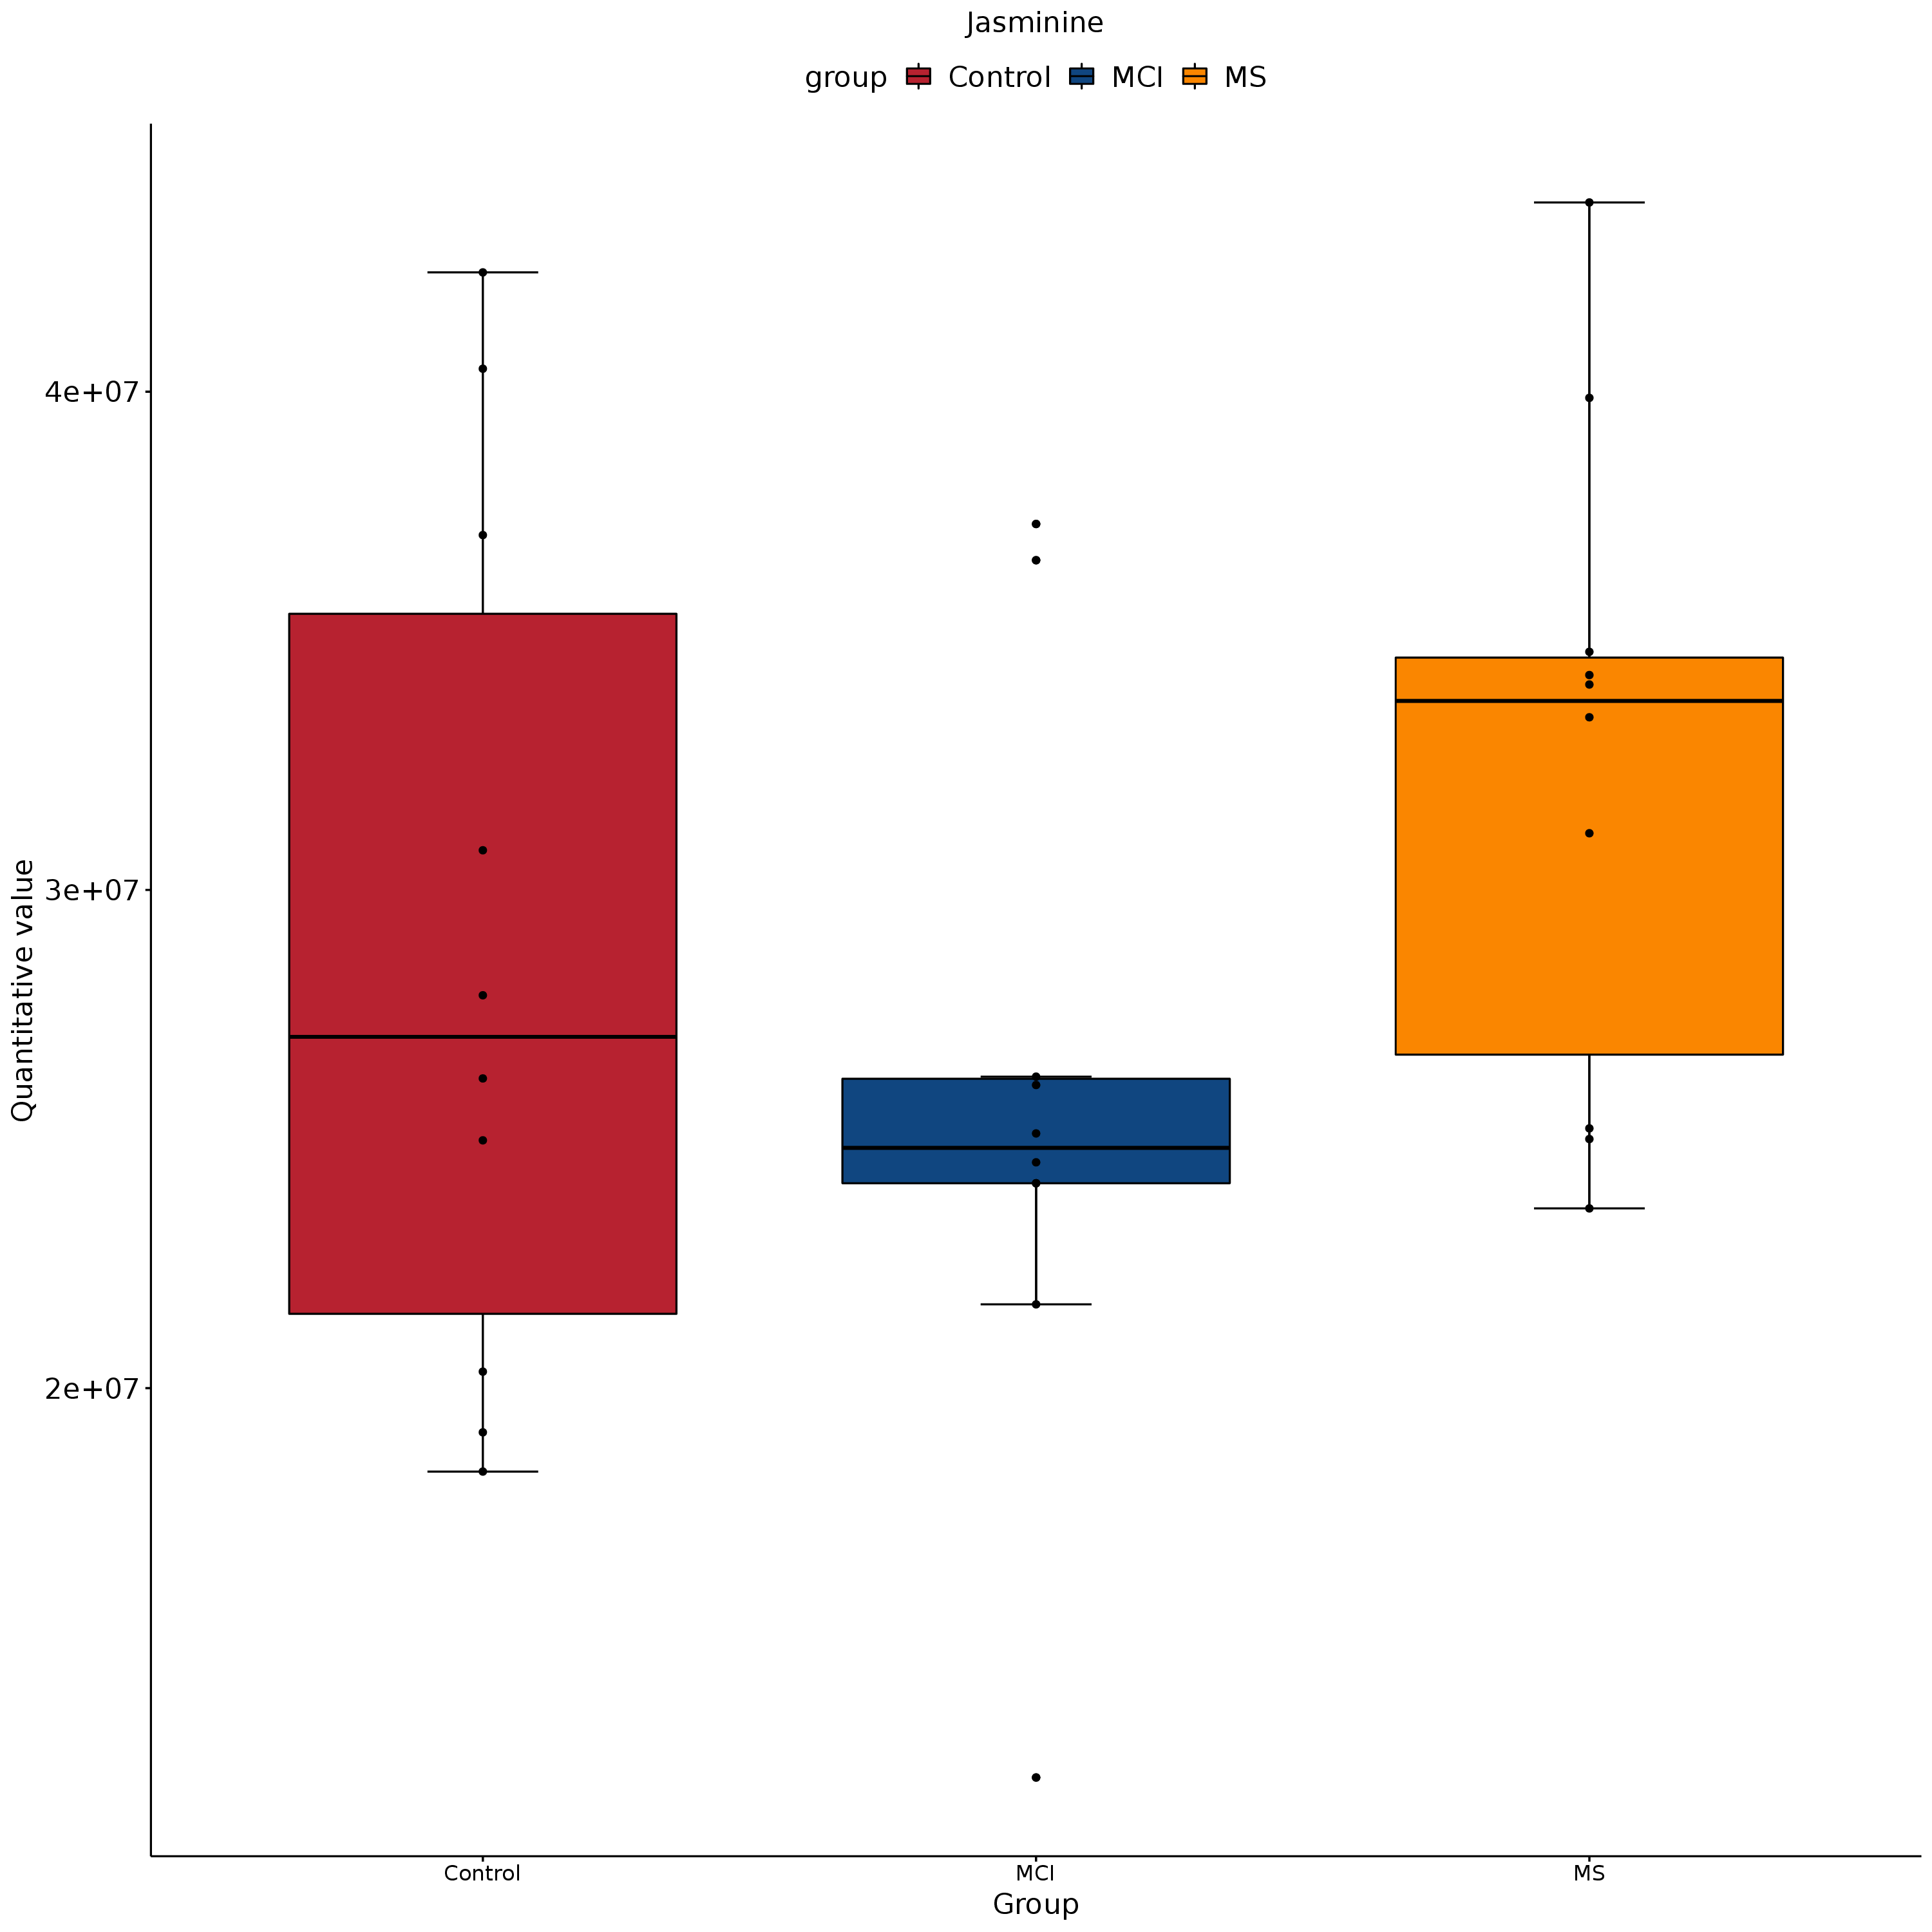 Jasminine
group Control MCI MS
4e+07
3e+07
2e+07
Quantitative value
Control MCI MS
Group